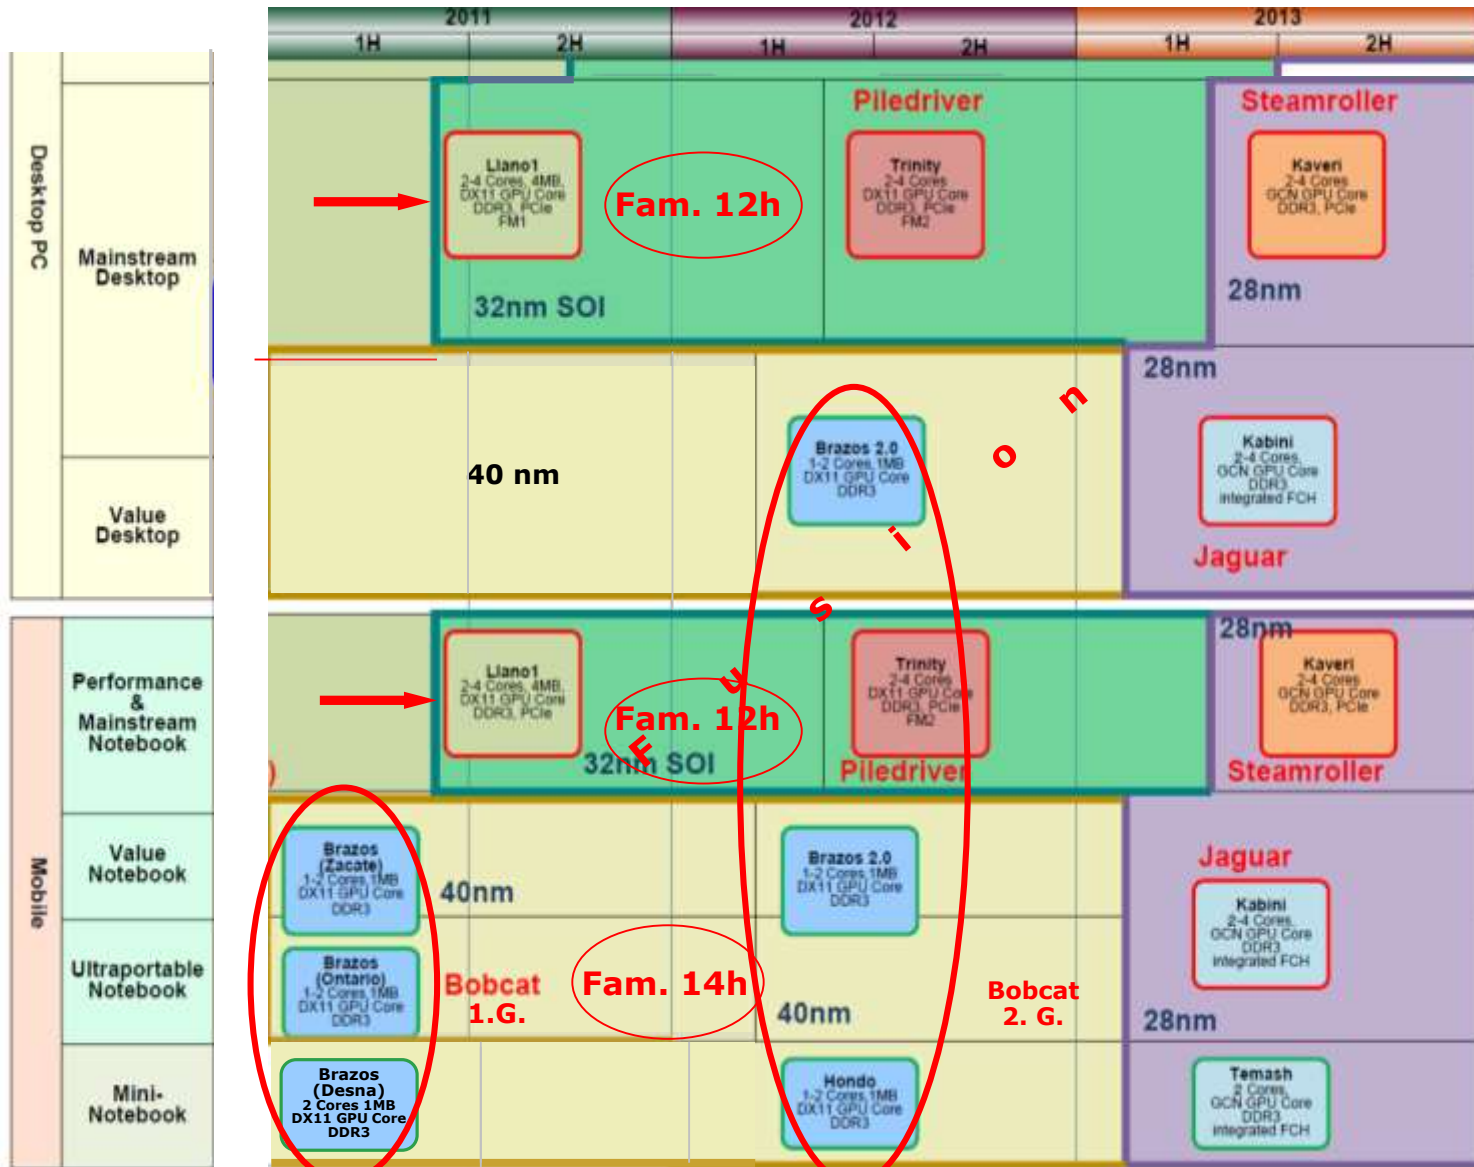 2011
2012
2013
1H
2H
1H
2H
1H
2H
Desktop PC
Mainstream
Desktop
Llano1
2-4 Cores, 4MB,
DX11 GPU Core
DDR3, PCIe
FM1
Fam. 12h
32nm SOI
Piledriver
Trinity
2-4 Cores
DX11 GPU Core
DDR3, PCIe
FM2
Steamroller
Kaveri
2-4 Cores
GCN GPU Core
DDR3, PCIe
28nm
Value
Desktop
40 nm
Brazos 2.0
1-2 Cores, 1MB
DX11 GPU Core
DDR3
28nm
Kabini
2-4 Cores,
GCN GPU Core
DDR3
integrated FCH
Jaguar
Fusion
Mobile
Performance
&
Mainstream
Notebook
)
Llano1
2-4 Cores, 4MB,
DX11 GPU Core
DDR3, PCIe
Fam. 12h
32nm SOI
Trinity
2-4 Cores
DX11 GPU Core
DDR3, PCIe
FM2
Piledriver
28nm
Kaveri
2-4 Cores
GCN GPU Core
DDR3, PCIe
Steamroller
Value
Notebook
Brazos
(Zacate)
1-2 Cores, 1MB
DX11 GPU Core
DDR3
40nm
Brazos 2.0
1-2 Cores, 1MB
DX11 GPU Core
DDR3
Jaguar
Kabini
2-4 Cores,
GCN GPU Core
DDR3
integrated FCH
Ultraportable
Notebook
Brazos
(Ontario)
1-2 Cores, 1MB
DX11 GPU Core
DDR3
Bobcat
1.G.
Fam. 14h
40nm
Bobcat
2. G.
28nm
Mini-
Notebook
Brazos
(Desna)
2 Cores 1MB
DX11 GPU Core
DDR3
Hondo
1-2 Cores, 1MB
DX11 GPU Core
DDR3
Temash
2 Cores,
GCN GPU Core
DDR3
integrated FCH